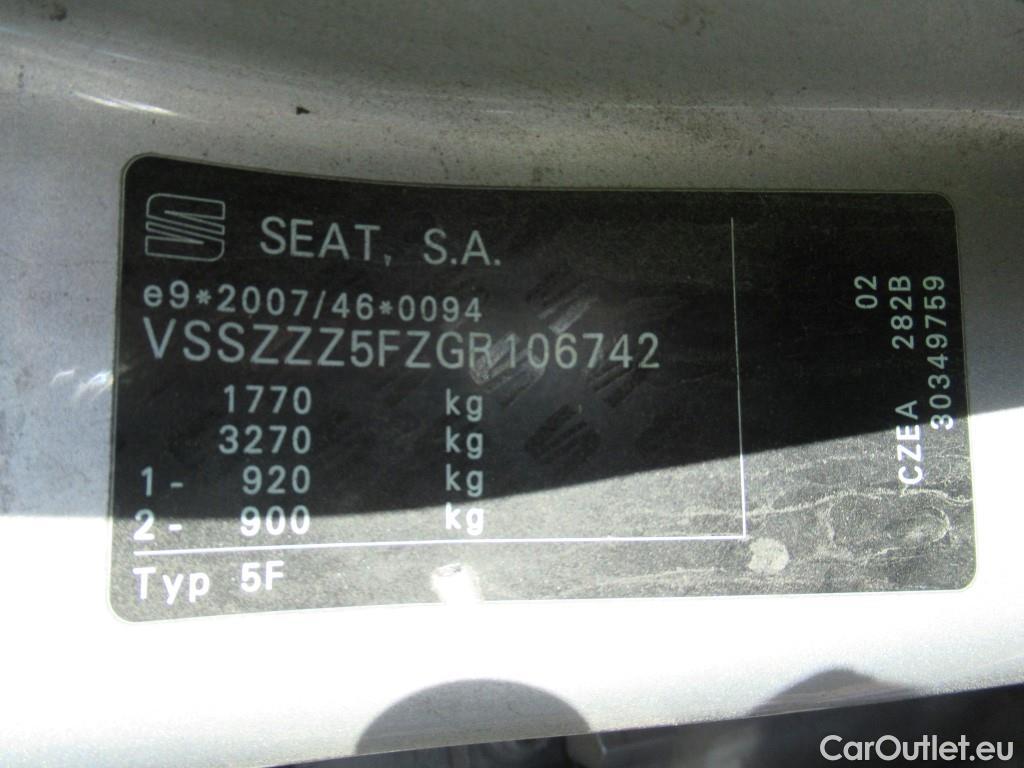 SEAT, S.A.
e9*2007/46*0094
VSSZZZ5FZGR106742
1770 kg
3270 kg
1- 920 kg
2- 900 kg
Typ 5F
02
CZEA 282B
30349759
CarOutlet.eu